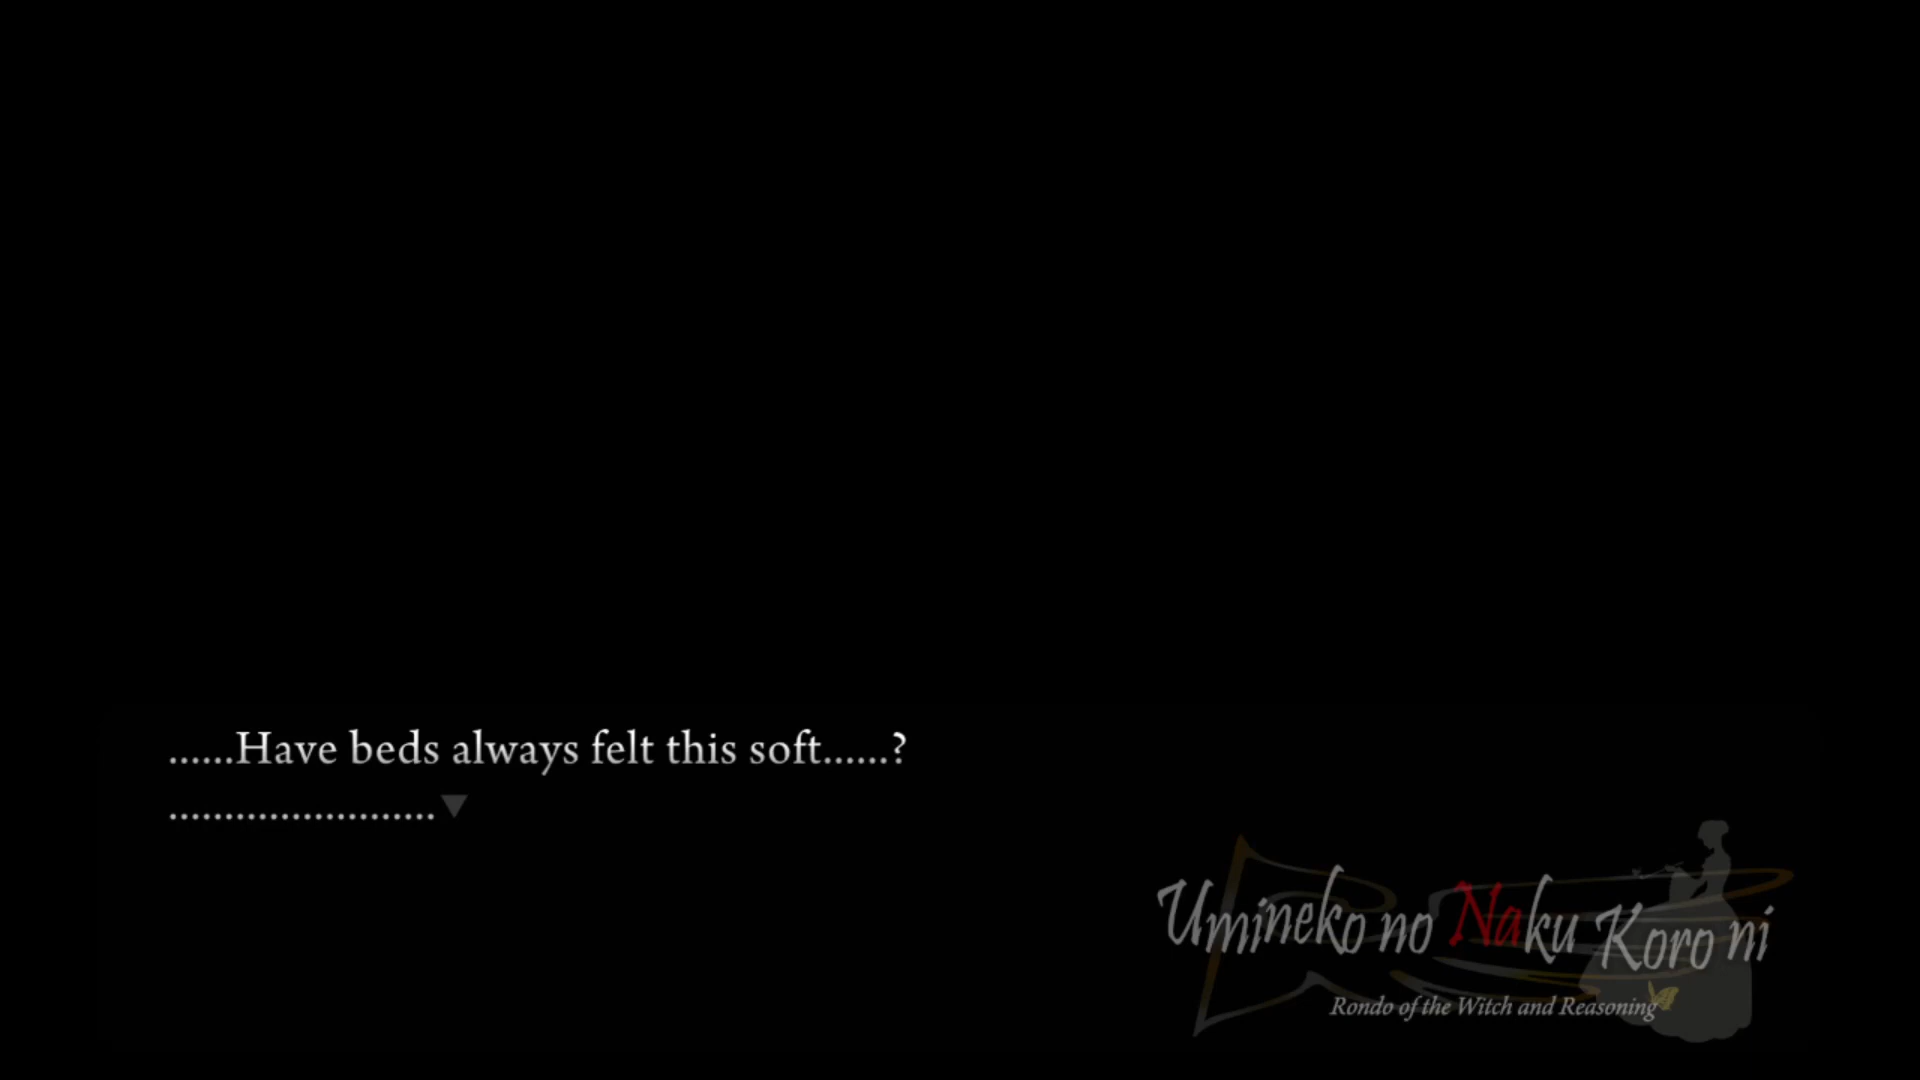 ......Have beds always felt this soft......?
........................
Umineko no Naku Koro ni
Rondo of the Witch and Reasoning